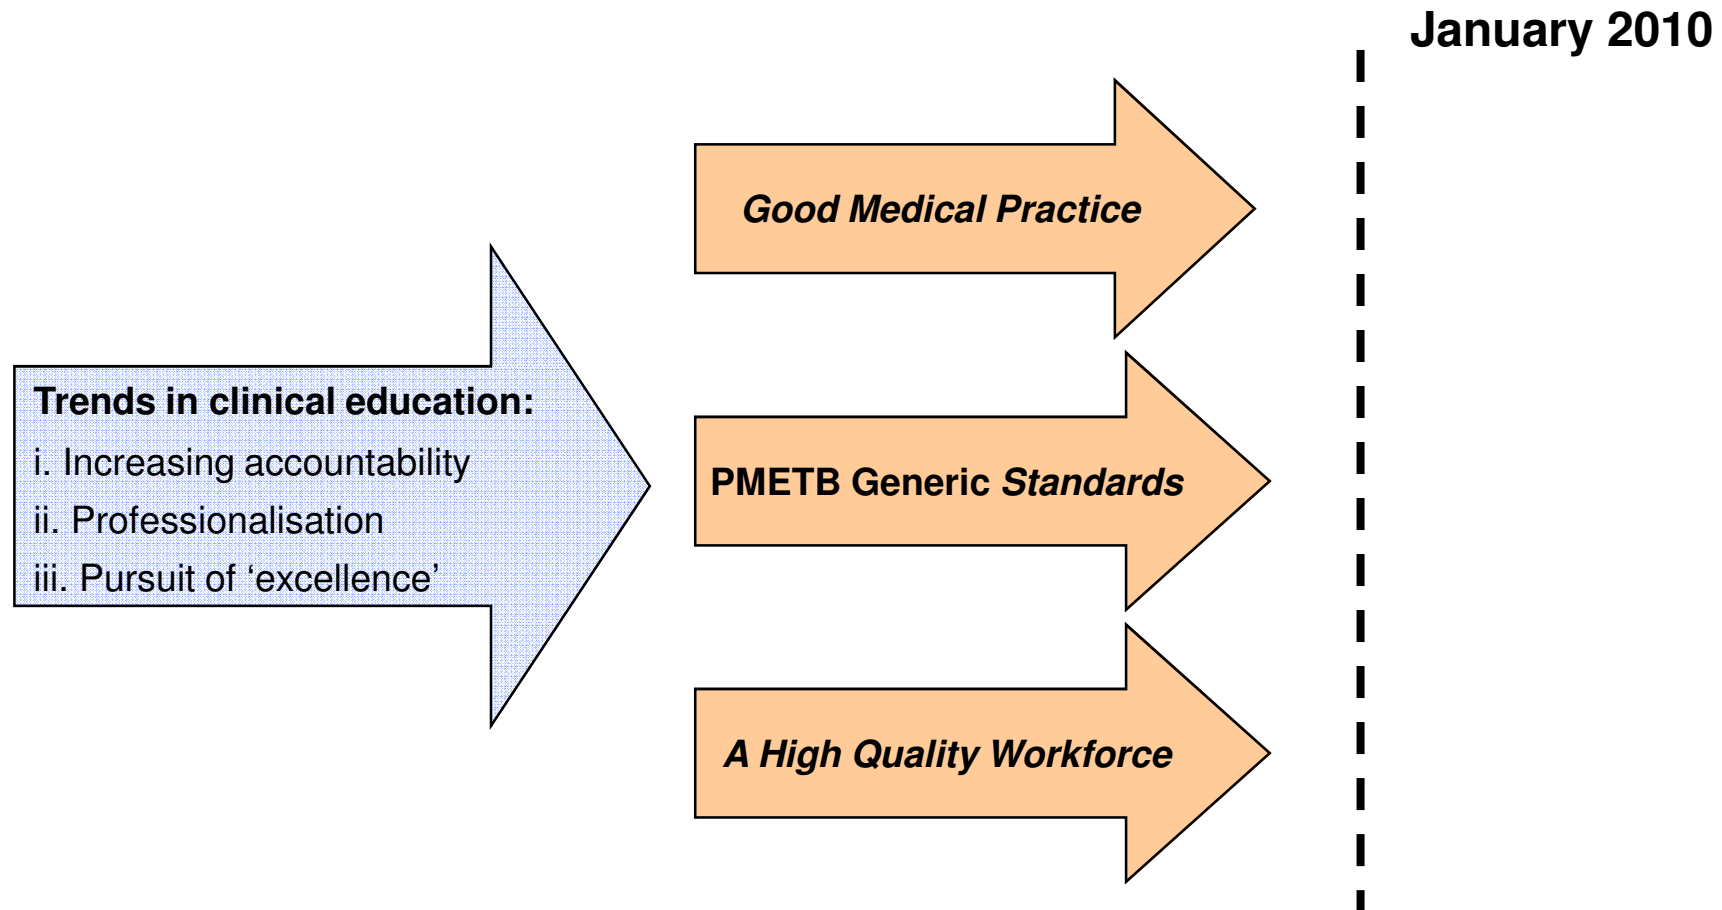 January 2010
Good Medical Practice
Trends in clinical education:
i. Increasing accountability
ii. Professionalisation
iii. Pursuit of ‘excellence’
PMETB Generic Standards
A High Quality Workforce